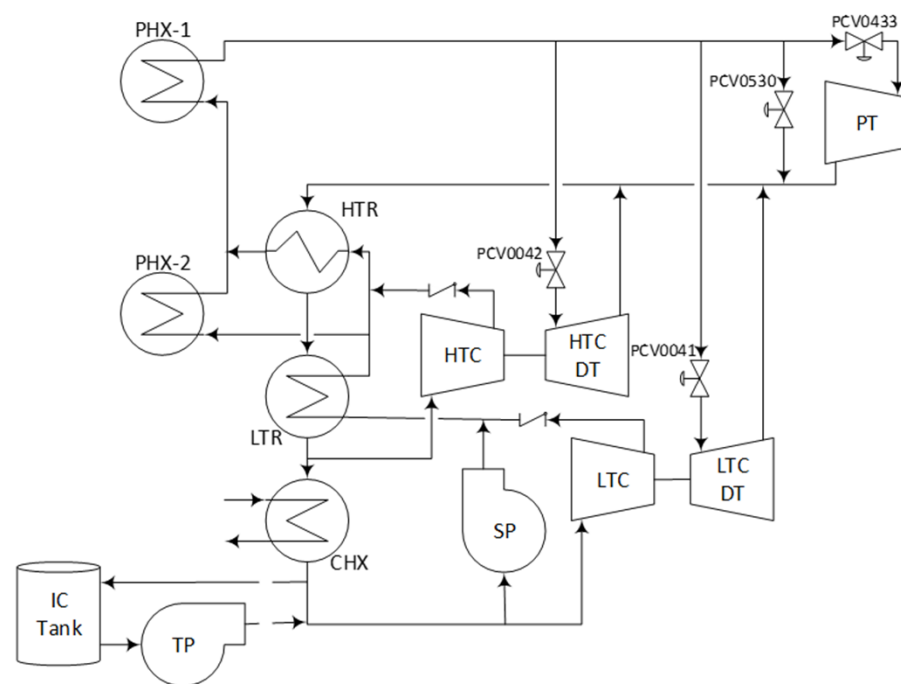 PHX-1
PCV0433
PCV0530
PT
HTR
PHX-2
PCV0042
HTC
HTC
DT
PCV0041
LTR
LTC
LTC
DT
SP
CHX
IC
Tank
TP